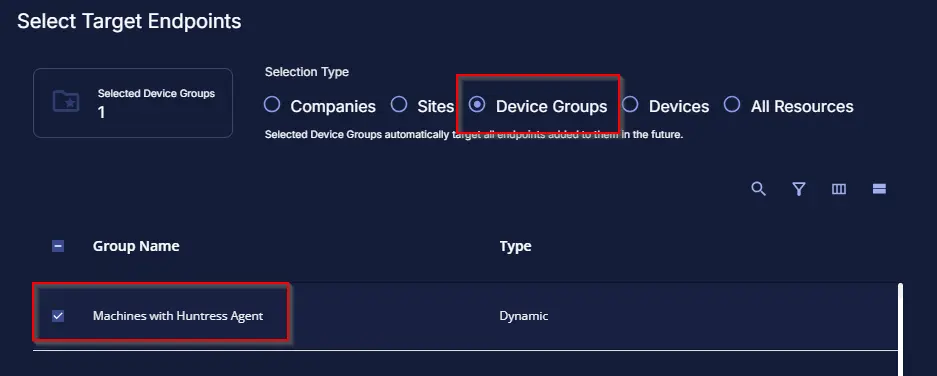 Select Target Endpoints
Selected Device Groups
1
Selection Type
Companies Sites Device Groups Devices All Resources
Selected Device Groups automatically target all endpoints added to them in the future.
Group Name Type
Machines with Huntress Agent Dynamic